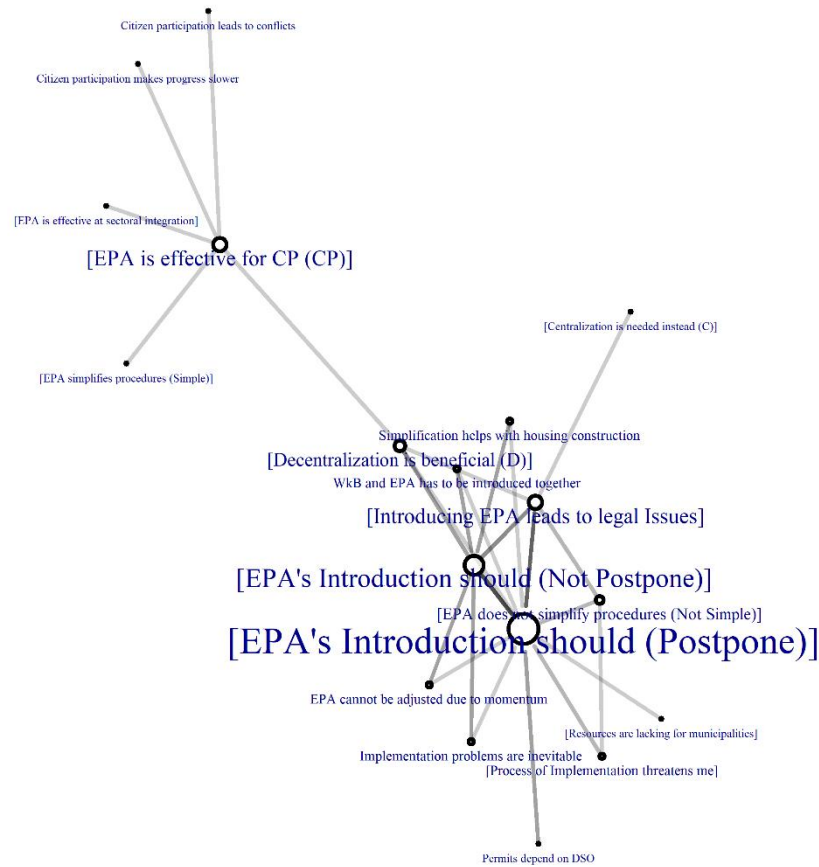 Citizen participation leads to conflicts
Citizen participation makes progress slower
[EPA is effective at sectoral integration]
[EPA is effective for CP (CP)]
[Centralization is needed instead (C)]
[EPA simplifies procedures (Simple)]
Simplification helps with housing construction
[Decentralization is beneficial (D)]
WkB and EPA has to be introduced together
[Introducing EPA leads to legal Issues]
[EPA's Introduction should (Not Postpone)]
[EPA does not simplify procedures (Not Simple)]
[EPA's Introduction should (Postpone)]
EPA cannot be adjusted due to momentum
[Resources are lacking for municipalities]
Implementation problems are inevitable
[Process of Implementation threatens me]
Permits depend on DSO